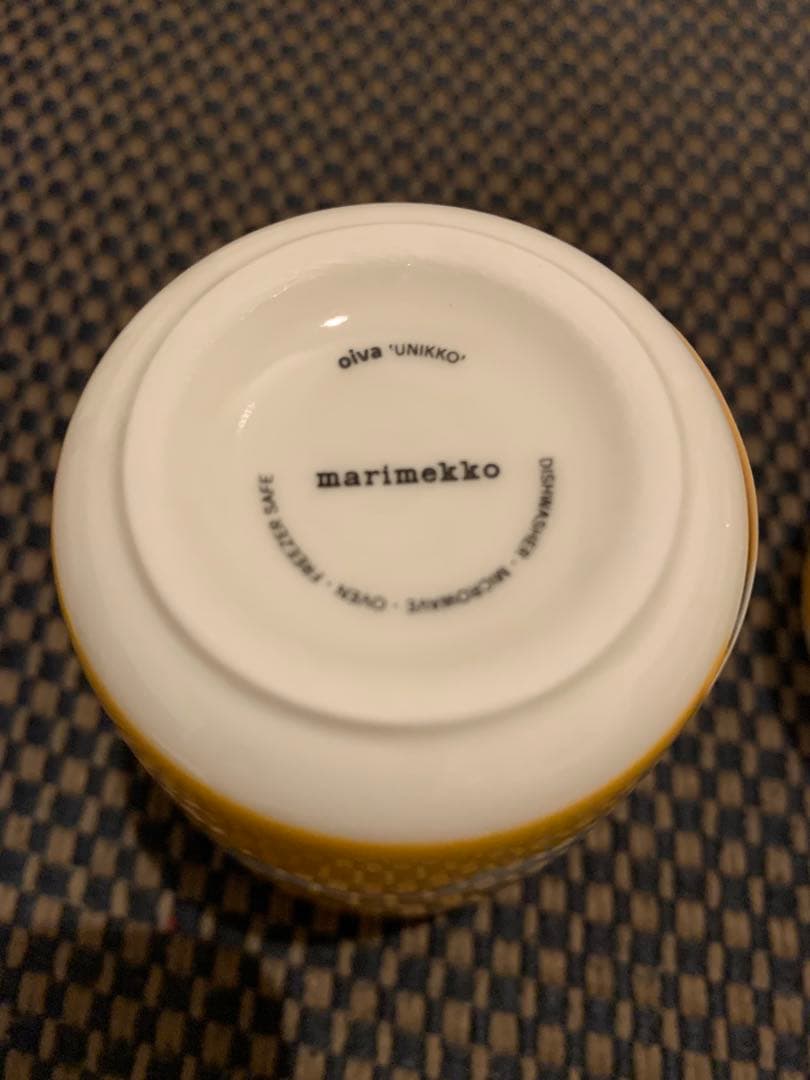 oiva 'UNIKKO'
marimekko
DISHWASHER · MICROWAVE · OVEN · FREEZER SAFE